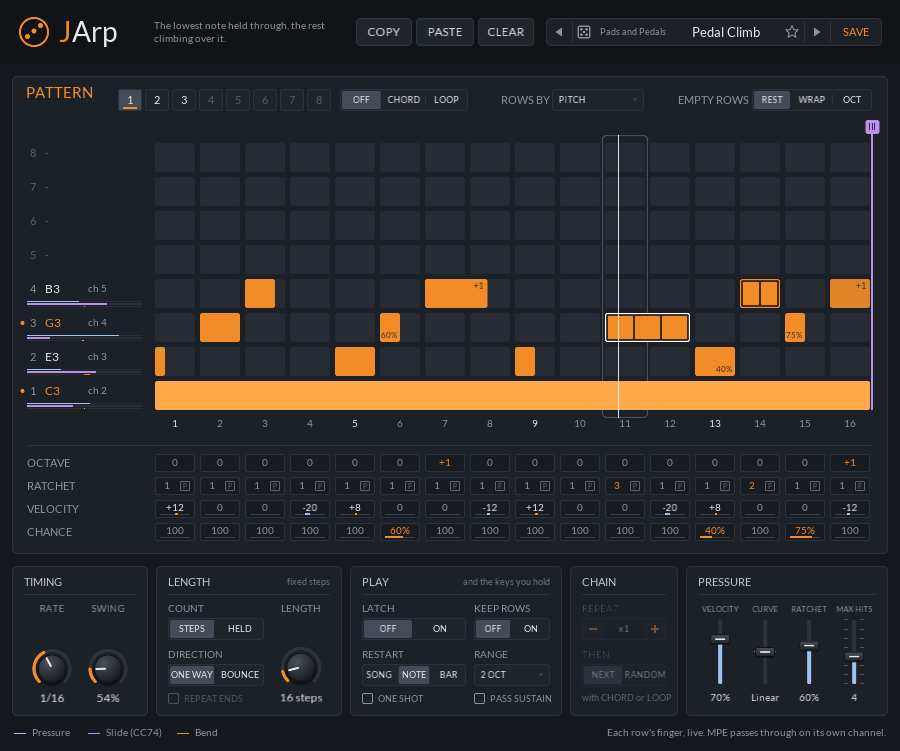 JArp
The lowest note held through, the rest
climbing over it.
COPY PASTE CLEAR
Pads and Pedals Pedal Climb SAVE
PATTERN 1 2 3 4 5 6 7 8 OFF CHORD LOOP ROWS BY PITCH EMPTY ROWS REST WRAP OCT
8 -
7 -
6 -
5 -
4 B3 ch 5 +1 +1
3 G3 ch 4 60% 75%
2 E3 ch 3 40%
1 C3 ch 2
1 2 3 4 5 6 7 8 9 10 11 12 13 14 15 16
OCTAVE 0 0 0 0 0 0 +1 0 0 0 0 0 0 0 0 +1
RATCHET 1 P 1 P 1 P 1 P 1 P 1 P 1 P 1 P 1 P 1 P 3 P 1 P 1 P 2 P 1 P 1 P
VELOCITY +12 0 0 -20 +8 0 0 -12 +12 0 0 -20 +8 0 0 -12
CHANCE 100 100 100 100 100 60% 100 100 100 100 100 100 40% 100 75% 100
TIMING
RATE SWING
1/16 54%
LENGTH fixed steps
COUNT LENGTH
STEPS HELD
DIRECTION
ONE WAY BOUNCE
REPEAT ENDS 16 steps
PLAY and the keys you hold
LATCH KEEP ROWS
OFF ON OFF ON
RESTART RANGE
SONG NOTE BAR 2 OCT
ONE SHOT PASS SUSTAIN
CHAIN
REPEAT
x1
THEN
NEXT RANDOM
with CHORD or LOOP
PRESSURE
VELOCITY CURVE RATCHET MAX HITS
70% Linear 60% 4
Pressure Slide (CC74) Bend
Each row's finger, live. MPE passes through on its own channel.